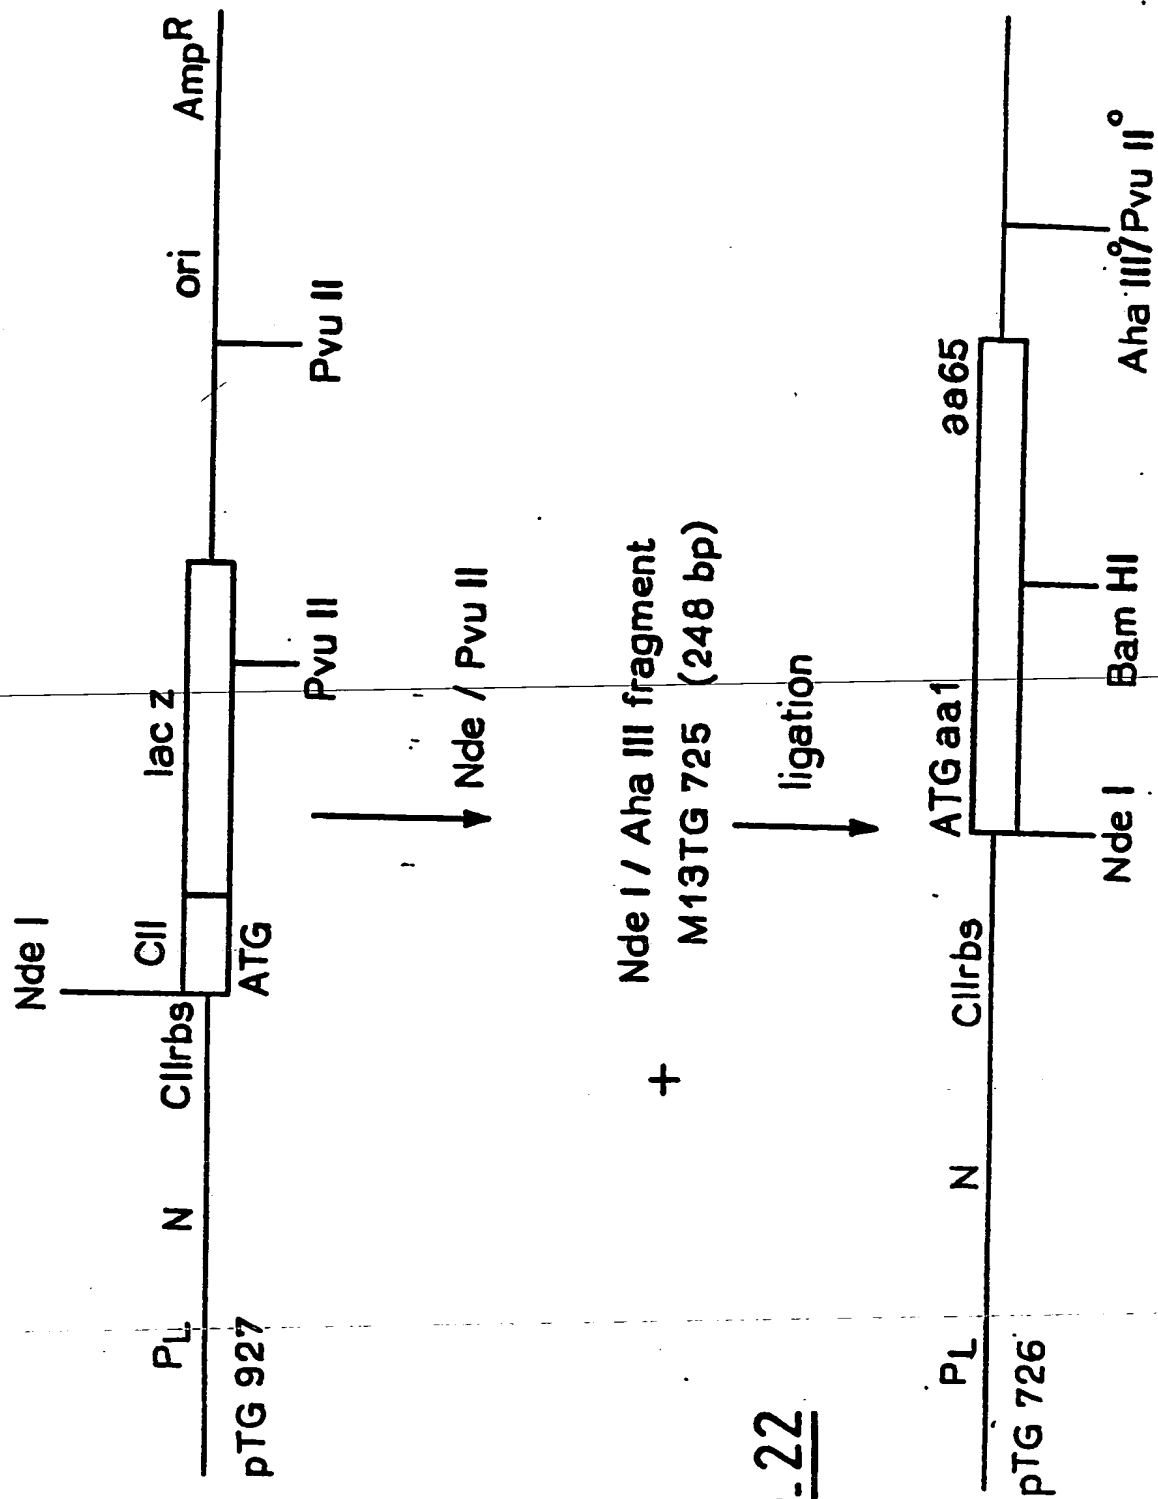 Nde I
PL N CIIrbs CII lac z ori AmpR
pTG 927 ATG Pvu II Pvu II
Nde / Pvu II
+ Nde I / Aha III fragment
M13TG 725 (248 bp)
ligation
PL N CIIrbs ATG aa1 aa65
pTG 726 Nde I Bam HI Aha III°/Pvu II°
. 22